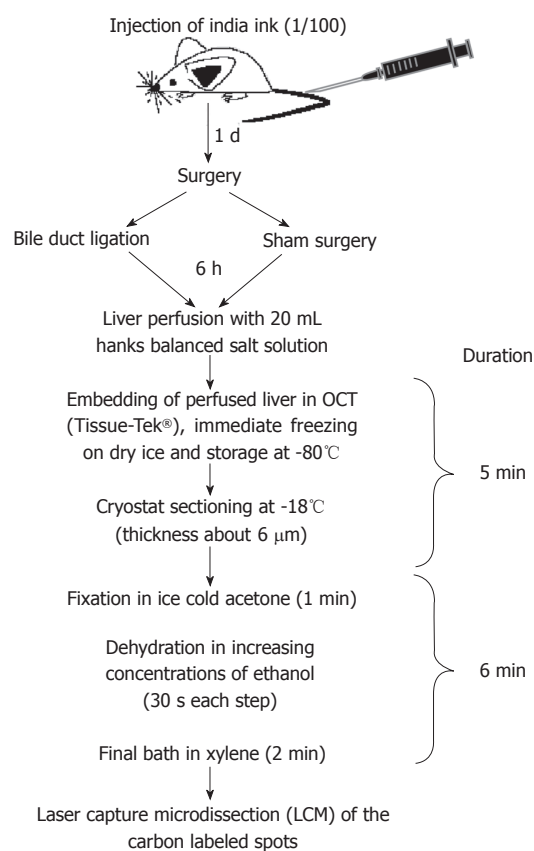 Injection of india ink (1/100)
1 d
Surgery
Bile duct ligation
Sham surgery
6 h
Liver perfusion with 20 mL
hanks balanced salt solution
Duration
Embedding of perfused liver in OCT
(Tissue-Tek®), immediate freezing
on dry ice and storage at -80℃
5 min
Cryostat sectioning at -18℃
(thickness about 6 μm)
Fixation in ice cold acetone (1 min)
Dehydration in increasing
concentrations of ethanol
(30 s each step)
6 min
Final bath in xylene (2 min)
Laser capture microdissection (LCM) of the
carbon labeled spots